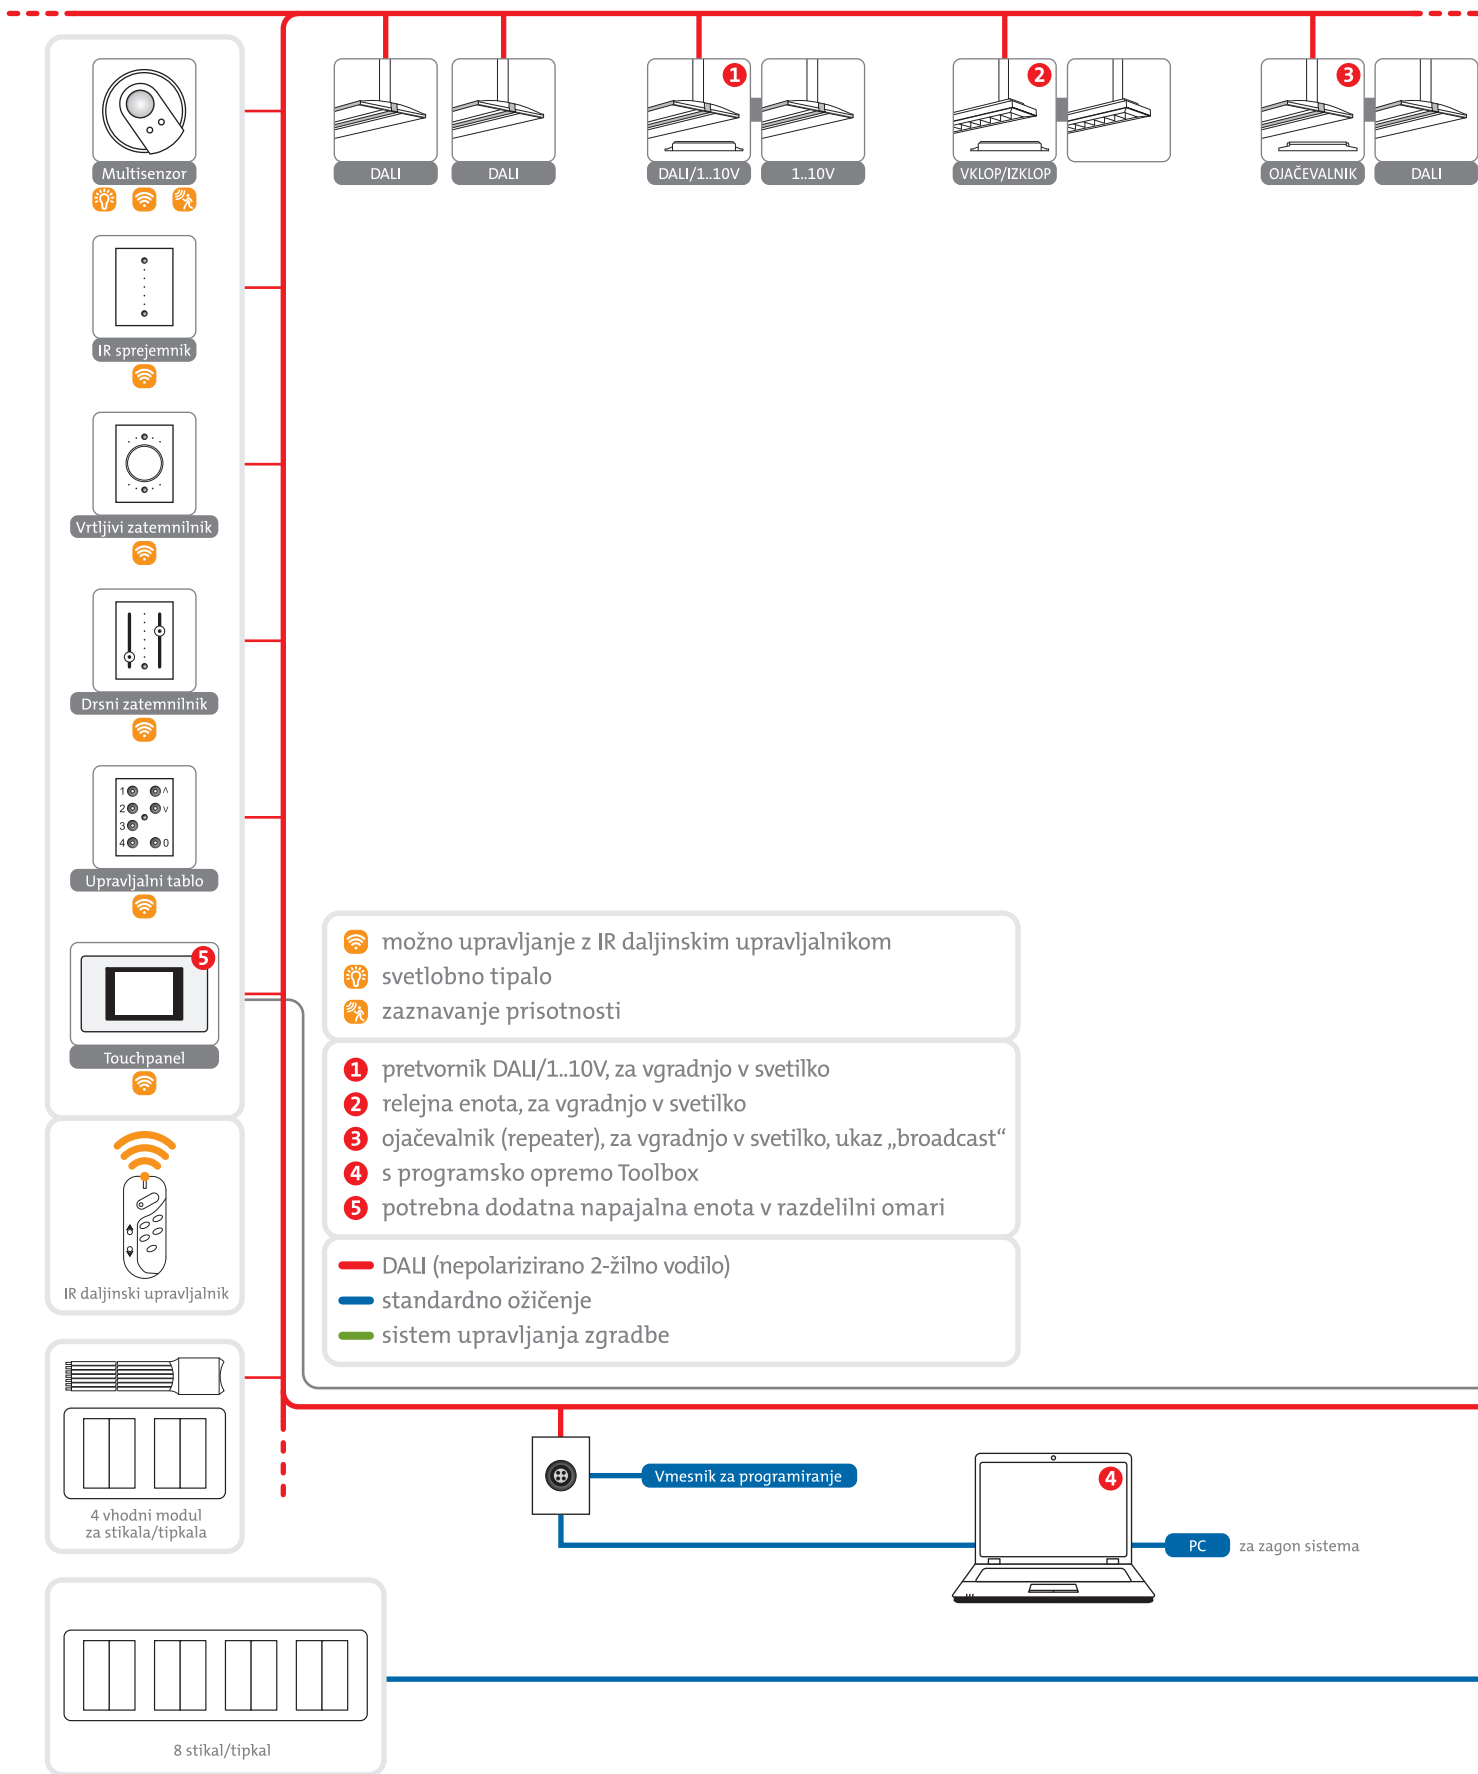 DALI
DALI
1
DALI/1..10V
1..10V
2
VKLOP/IZKLOP
3
OJAČEVALNIK
DALI
Multisenzor
IR sprejemnik
Vrtljivi zatemnilnik
Drsni zatemnilnik
1 ʌ
2 v
3
4 0
Upravljalni tablo
5
Touchpanel
IR daljinski upravljalnik
4 vhodni modul
za stikala/tipkala
8 stikal/tipkal
možno upravljanje z IR daljinskim upravljalnikom
svetlobno tipalo
zaznavanje prisotnosti
1 pretvornik DALI/1..10V, za vgradnjo v svetilko
2 relejna enota, za vgradnjo v svetilko
3 ojačevalnik (repeater), za vgradnjo v svetilko, ukaz „broadcast“
4 s programsko opremo Toolbox
5 potrebna dodatna napajalna enota v razdelilni omari
DALI (nepolarizirano 2-žilno vodilo)
standardno ožičenje
sistem upravljanja zgradbe
Vmesnik za programiranje
4
PC za zagon sistema